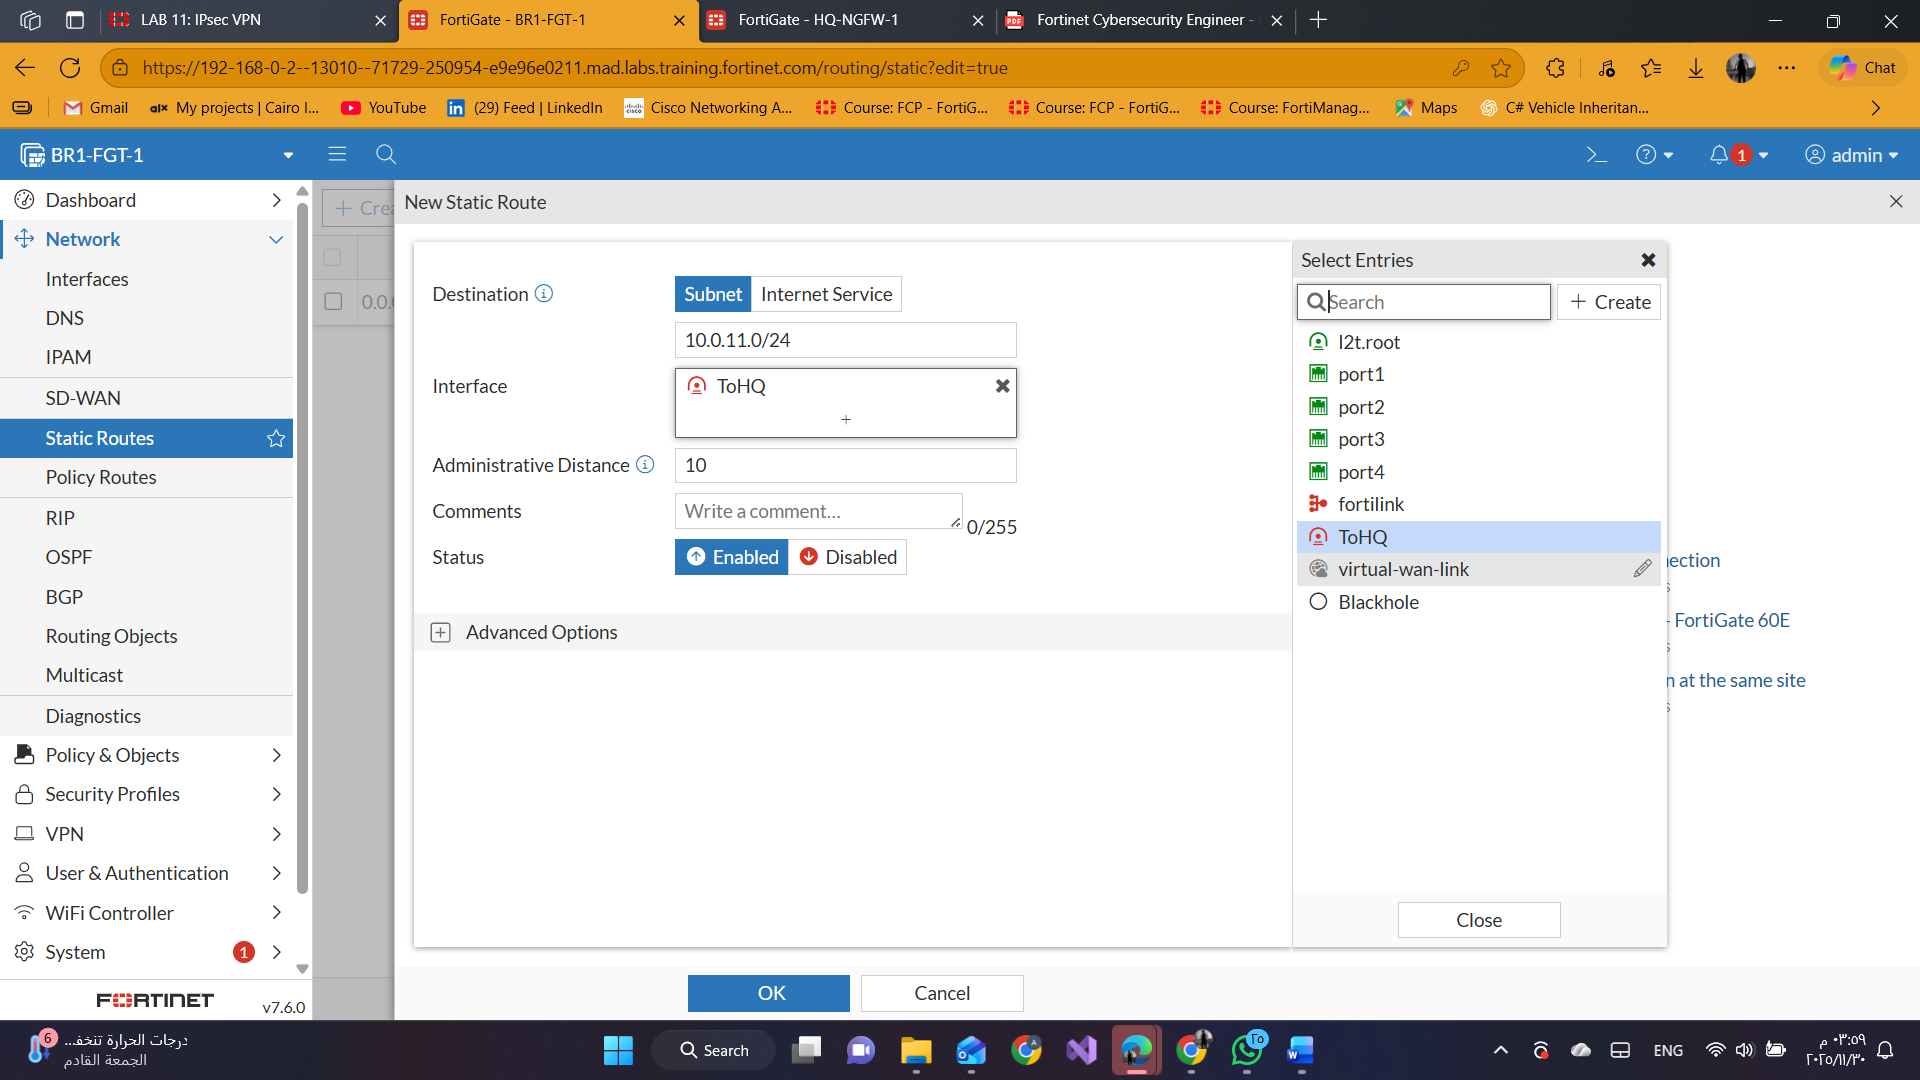 LAB 11: IPsec VPN
FortiGate - BR1-FGT-1
FortiGate - HQ-NGFW-1
PDF
Fortinet Cybersecurity Engineer -
https://192-168-0-2--13010--71729-250954-e9e96e0211.mad.labs.training.fortinet.com/routing/static?edit=true
Chat
Gmail
My projects | Cairo I...
YouTube
(29) Feed | LinkedIn
Cisco Networking A...
Course: FCP - FortiG...
Course: FCP - FortiG...
Course: FortiManag...
Maps
C# Vehicle Inheritan...
BR1-FGT-1
1
admin
Dashboard
Network
Interfaces
DNS
IPAM
SD-WAN
Static Routes
Policy Routes
RIP
OSPF
BGP
Routing Objects
Multicast
Diagnostics
Policy & Objects
Security Profiles
VPN
User & Authentication
WiFi Controller
System
1
FORTINET
v7.6.0
New Static Route
Destination
Subnet
Internet Service
10.0.11.0/24
Interface
ToHQ
Administrative Distance
10
Comments
Write a comment...
0/255
Status
Enabled
Disabled
Advanced Options
OK
Cancel
Select Entries
Search
Create
l2t.root
port1
port2
port3
port4
fortilink
ToHQ
virtual-wan-link
Blackhole
Close
- FortiGate 60E
at the same site
6
درجات الحرارة تنخفـ...
الجمعة القادم
Search
٢٥
ENG
٠٣:٥٩ م
٢٠٢٥/١١/٣٠